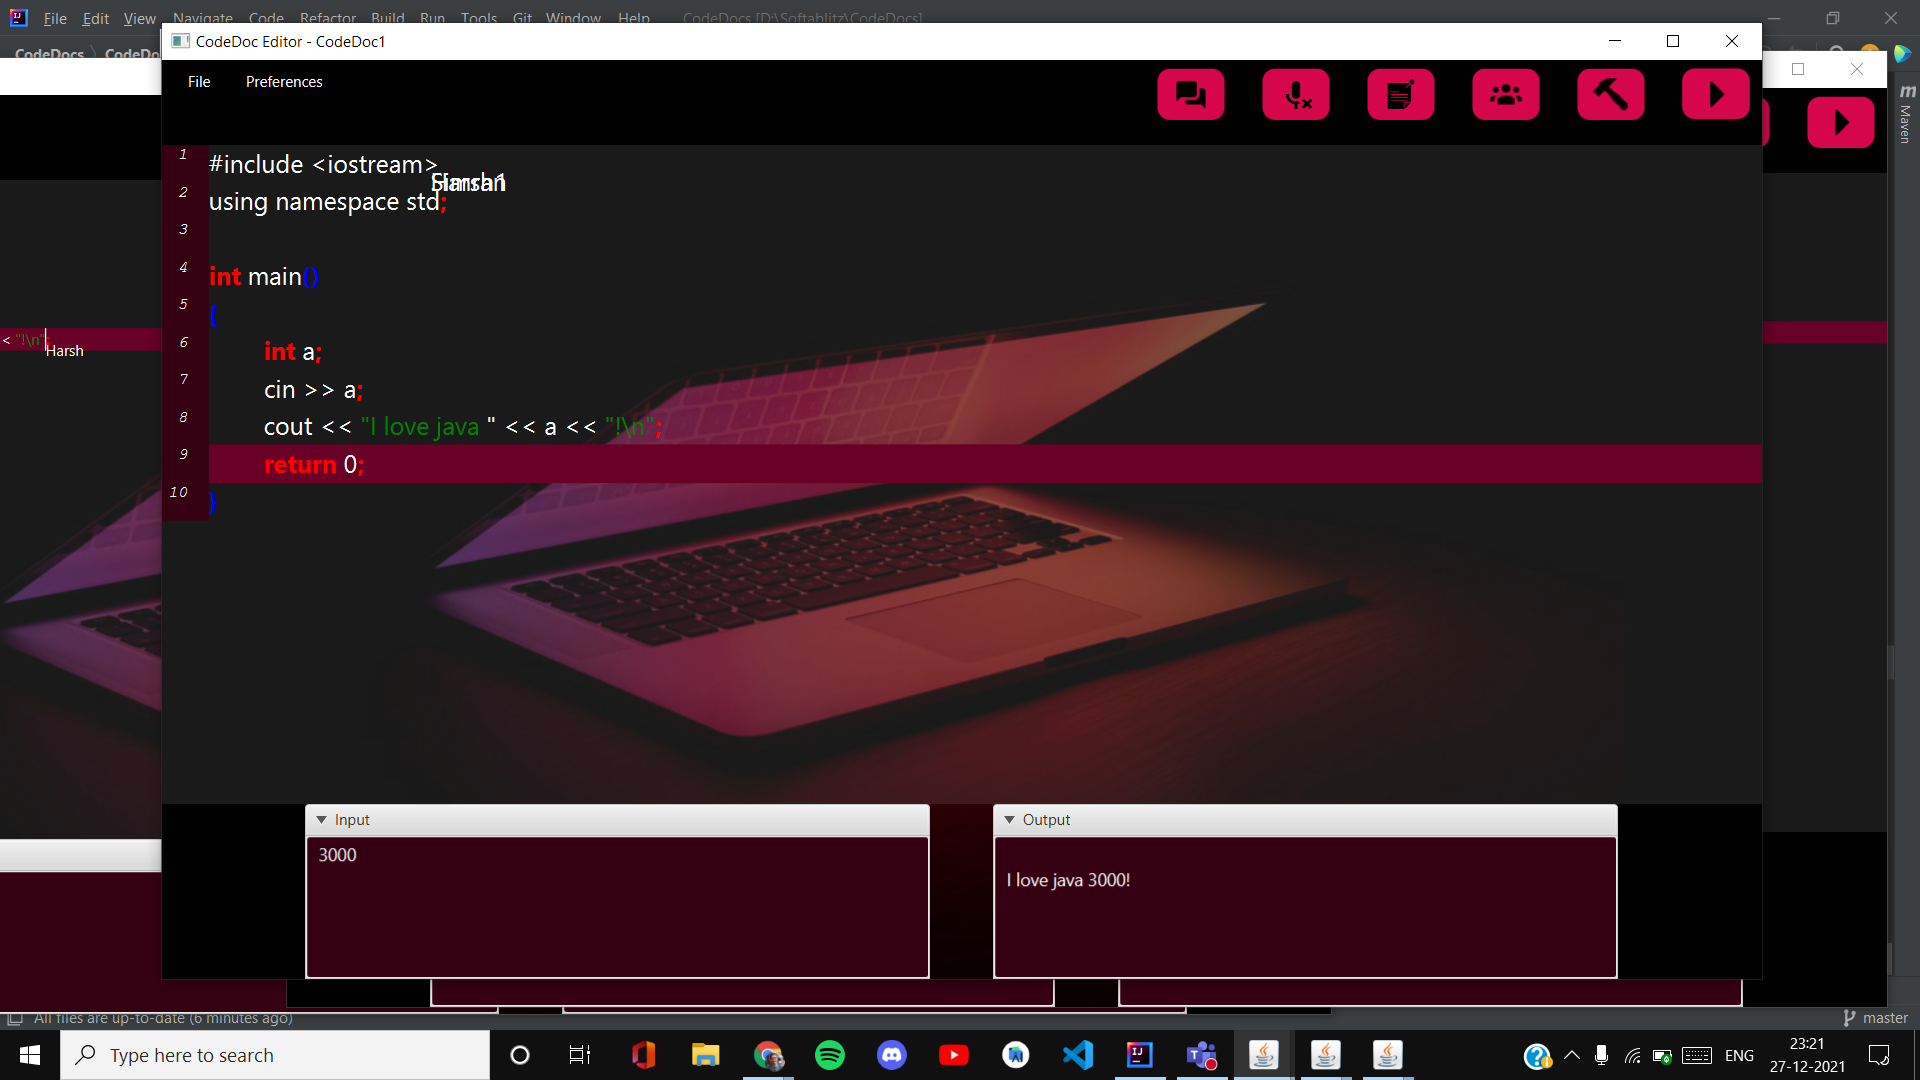 File Edit View Navigate Code Refactor Build Run Tools Git Window Help CodeDocs [D:\Softablitz\CodeDocs]
CodeDocs CodeDo
CodeDoc Editor - CodeDoc1
File Preferences
Maven
1 #include <iostream>
Harsh
2 using namespace std;
3
4 int main()
5 {
6 int a;
7 cin >> a;
8 cout << "I love java " << a << "!\n";
9 return 0;
10 }
< "!\n";
Harsh
Input
3000
Output
I love java 3000!
All files are up-to-date (6 minutes ago)
master
Type here to search
ENG
23:21
27-12-2021